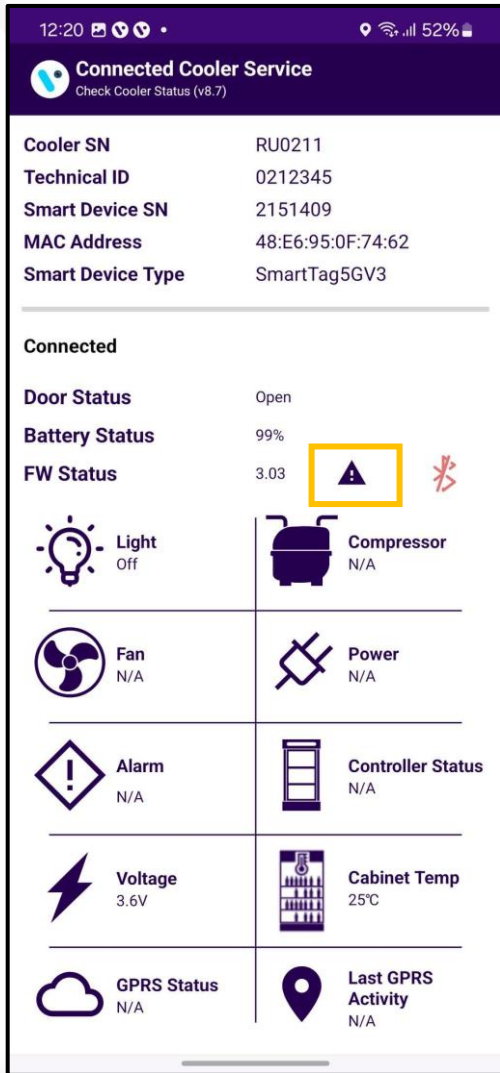 12:20
52%
Connected Cooler Service
Check Cooler Status (v8.7)
Cooler SN RU0211
Technical ID 0212345
Smart Device SN 2151409
MAC Address 48:E6:95:0F:74:62
Smart Device Type SmartTag5GV3
Connected
Door Status Open
Battery Status 99%
FW Status 3.03
Light Compressor
Off N/A
Fan Power
N/A N/A
Alarm Controller Status
N/A N/A
Voltage Cabinet Temp
3.6V 25℃
GPRS Status Last GPRS
N/A Activity
N/A